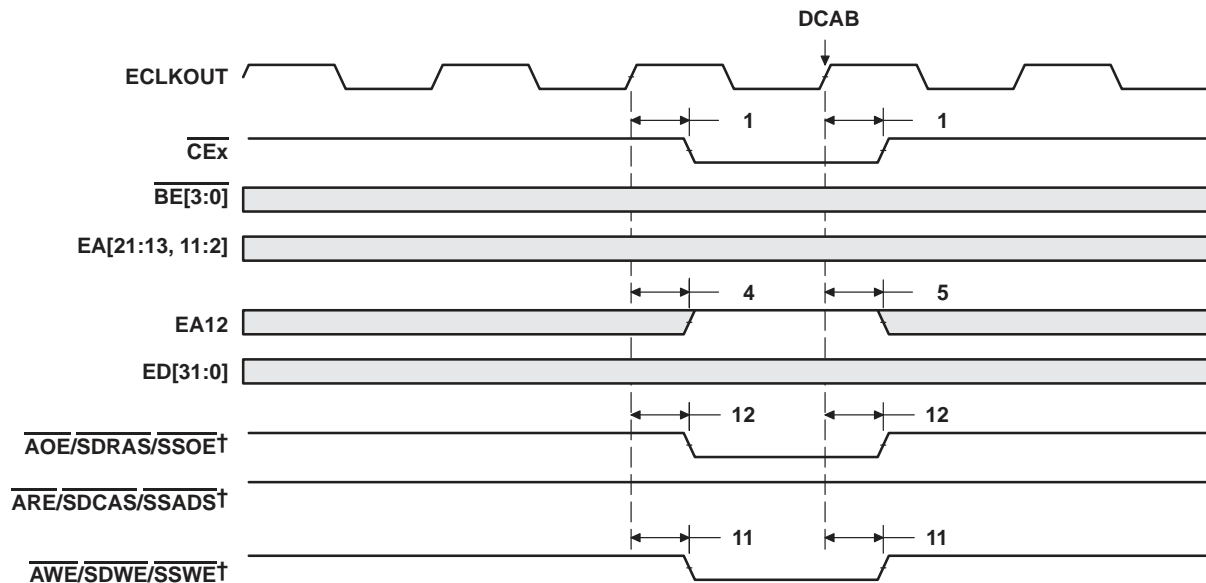 DCAB
ECLKOUT
1 1
CEx
BE[3:0]
EA[21:13, 11:2]
4 5
EA12
ED[31:0]
12 12
AOE/SDRAS/SSOE†
ARE/SDCAS/SSADS†
11 11
AWE/SDWE/SSWE†